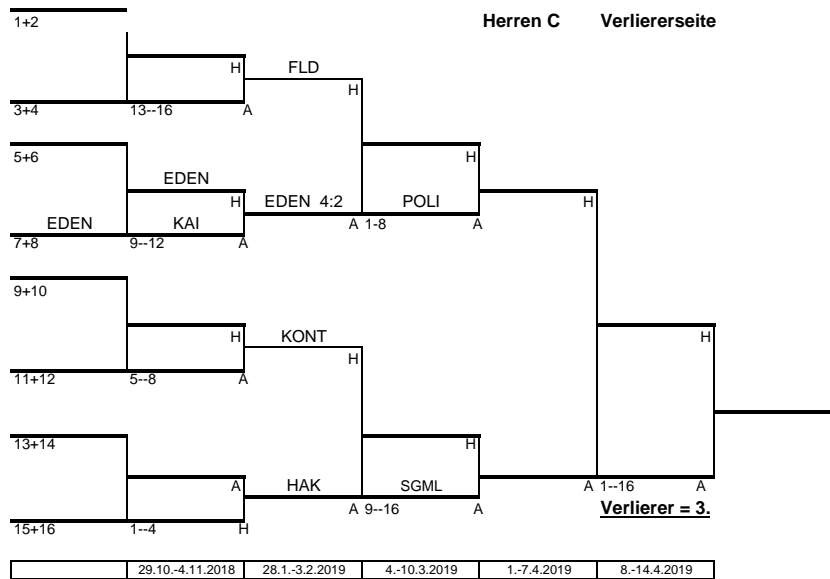 Herren C Verliererseite
1+2
H FLD
H
3+4 13--16 A
5+6 H
EDEN
H EDEN 4:2 POLI H
EDEN KAI A 1-8 A
7+8 9--12 A
9+10
H KONT H
H
11+12 5--8 A
13+14 H
A HAK SGML
A 9--16 A A 1--16 A
15+16 1--4 H Verlierer = 3.
29.10.-4.11.2018 28.1.-3.2.2019 4.-10.3.2019 1.-7.4.2019 8.-14.4.2019